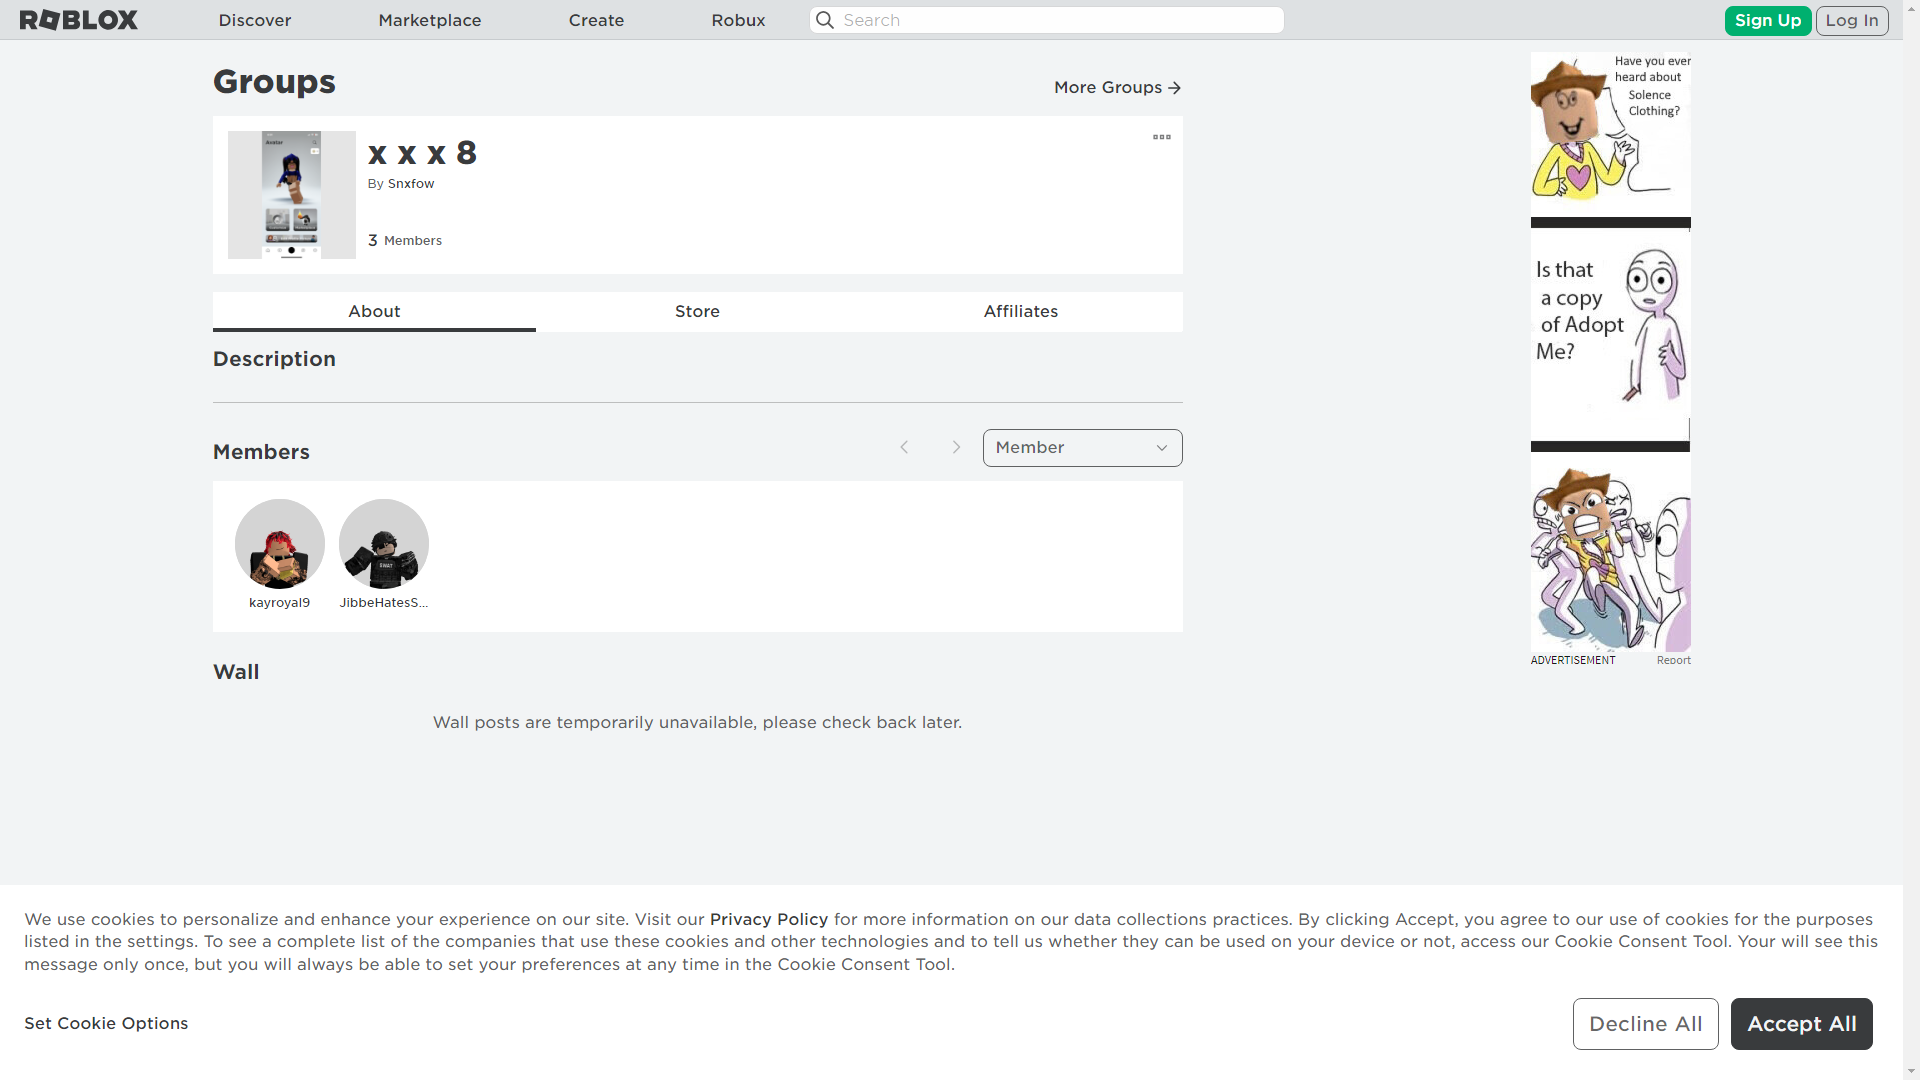 ROBLOX
Discover
Marketplace
Create
Robux
Search
Sign Up
Log In
Groups
More Groups
x x x 8
By Snxfow
3 Members
Avatar
About
Store
Affiliates
Description
Members
Member
SWAT
kayroyal9
JibbeHatesS...
Wall
Wall posts are temporarily unavailable, please check back later.
Have you ever
heard about
Solence
Clothing?
Is that
a copy
of Adopt
Me?
ADVERTISEMENT
Report
We use cookies to personalize and enhance your experience on our site. Visit our Privacy Policy for more information on our data collections practices. By clicking Accept, you agree to our use of cookies for the purposes
listed in the settings. To see a complete list of the companies that use these cookies and other technologies and to tell us whether they can be used on your device or not, access our Cookie Consent Tool. Your will see this
message only once, but you will always be able to set your preferences at any time in the Cookie Consent Tool.
Set Cookie Options
Decline All
Accept All